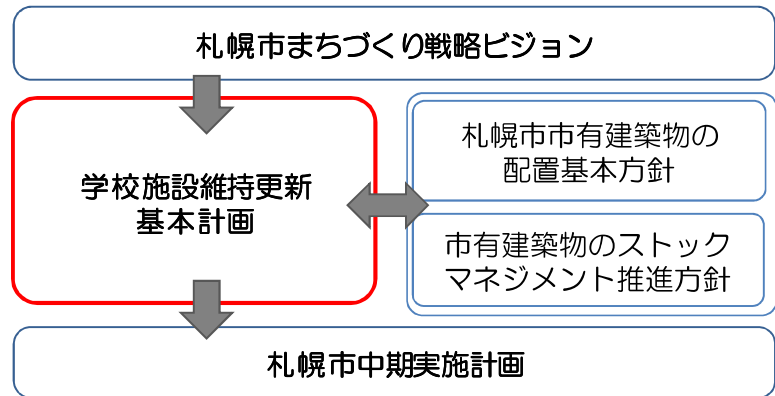 札幌市まちづくり戦略ビジョン
学校施設維持更新
基本計画
札幌市市有建築物の
配置基本方針
市有建築物のストック
マネジメント推進方針
札幌市中期実施計画